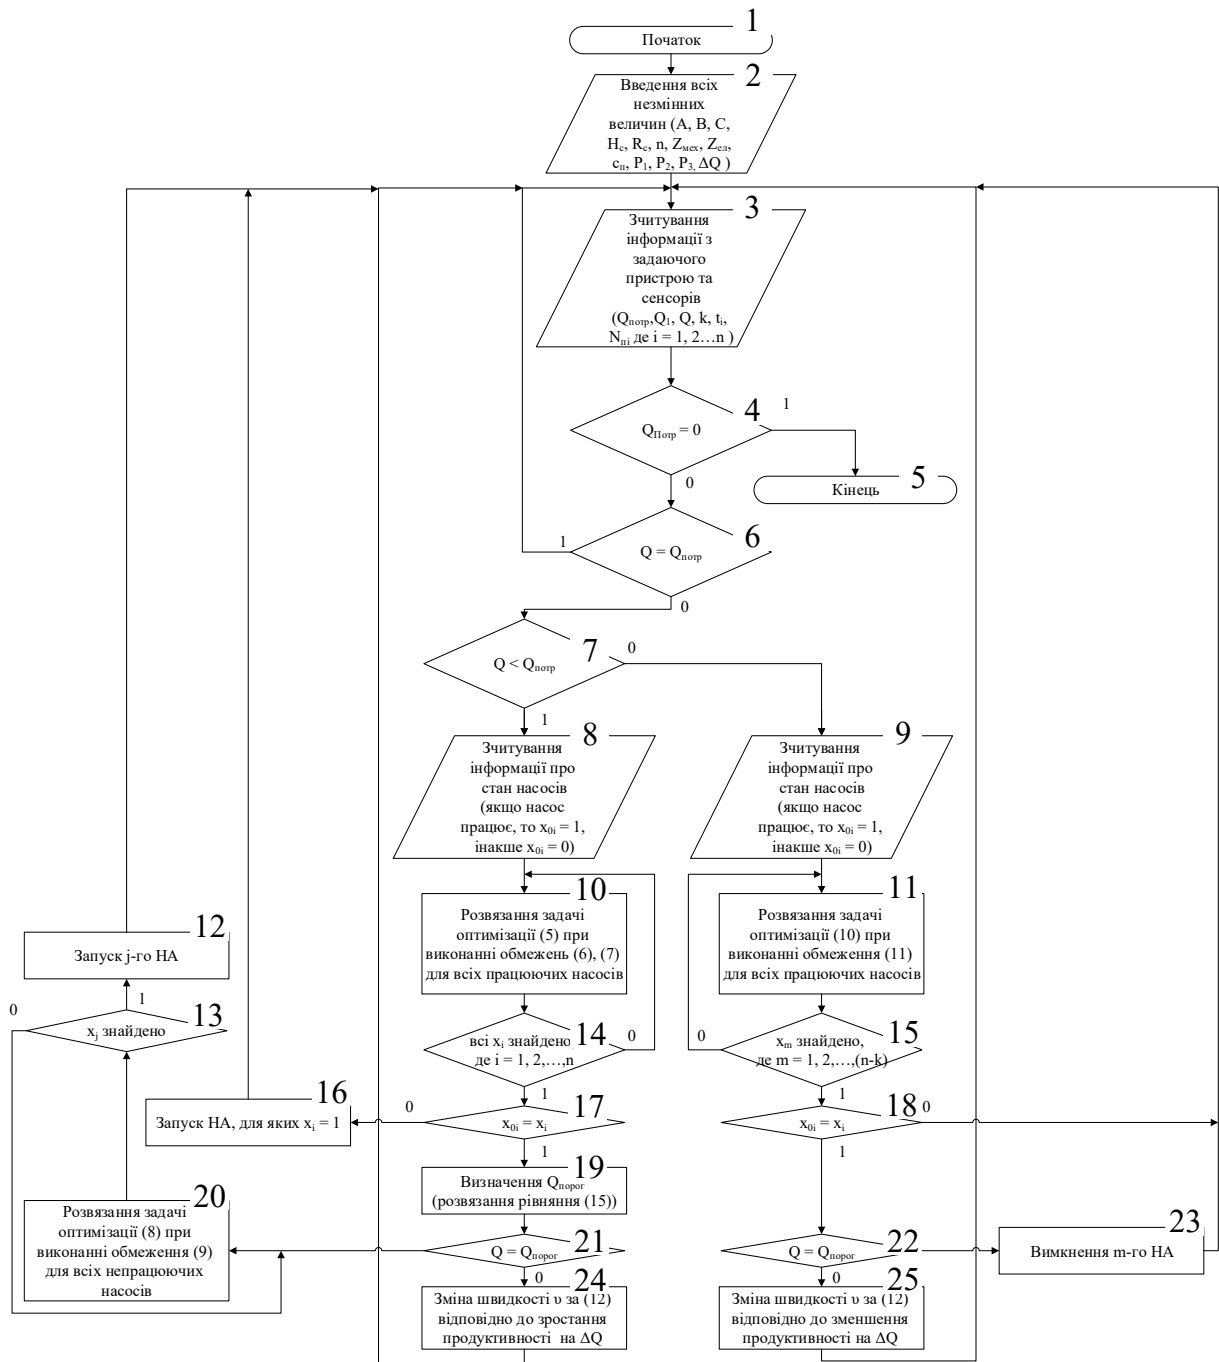 1
Початок
2
Введення всіх
незмінних
величин (A, B, C,
Hс, Rс, n, Zмех, Zел,
cп, P1, P2, P3, ΔQ )
3
Зчитування
інформації з
задаючого
пристрою та
сенсорів
(Qпотр,Q1, Q, k, ti,
Nпі де i = 1, 2…n )
4
1
QПотр = 0
5
Кінець
0
6
1
Q = Qпотр
0
7
0
Q < Qпотр
1
8
Зчитування
інформації про
стан насосів
(якщо насос
працює, то x0i = 1,
інакше x0i = 0)
9
Зчитування
інформації про
стан насосів
(якщо насос
працює, то x0i = 1,
інакше x0i = 0)
10
Розвязання задачі
оптимізації (5) при
виконанні обмежень (6), (7)
для всіх працюючих насосів
11
Розвязання задачі
оптимізації (10) при
виконанні обмеження (11)
для всіх працюючих насосів
12
Запуск j-го НА
1
0
13
xj знайдено
14
всі xi знайдено
де i = 1, 2,…,n
0
1
15
0
xm знайдено,
де m = 1, 2,…,(n-k)
1
16
Запуск НА, для яких xi = 1
17
0
x0i = xi
1
18
0
x0i = xi
1
19
Визначення Qпорог
(розвязання рівняння (15))
20
Розвязання задачі
оптимізації (8) при
виконанні обмеження (9)
для всіх непрацюючих
насосів
21
Q = Qпорог
0
22
Q = Qпорог
0
23
Вимкнення m-го НА
24
Зміна швидкості υ за (12)
відповідно до зростання
продуктивності на ΔQ
25
Зміна швидкості υ за (12)
відповідно до зменшення
продуктивності на ΔQ